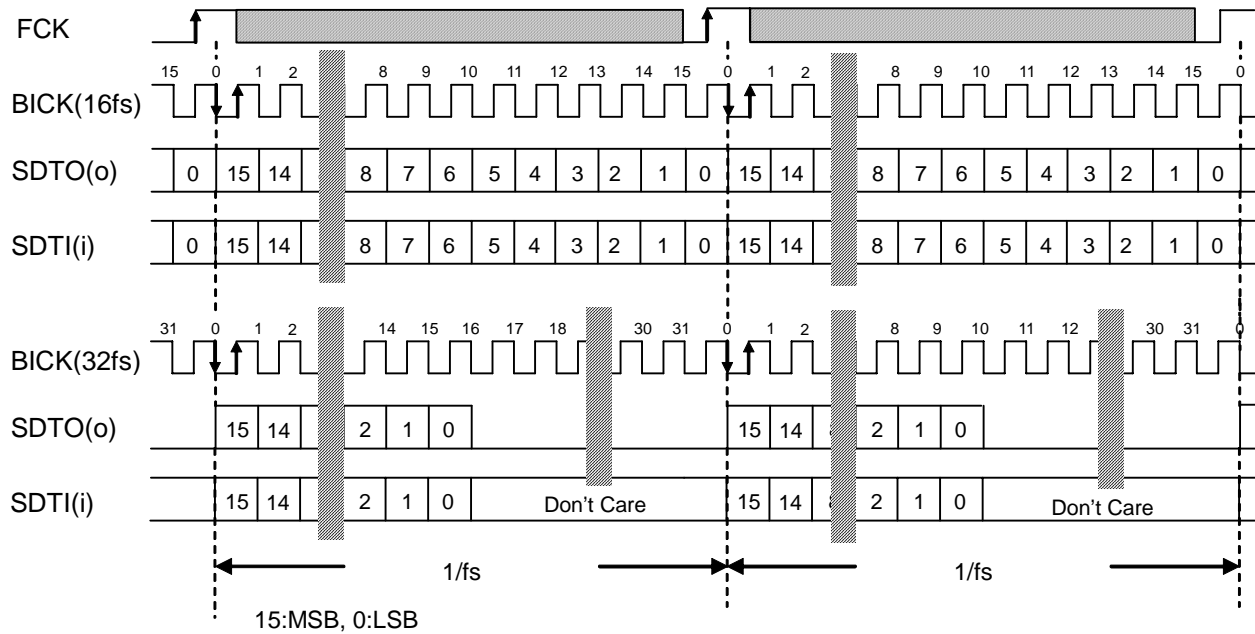 FCK
15 0 1 2 8 9 10 11 12 13 14 15 0 1 2 8 9 10 11 12 13 14 15 0
BICK(16fs)
SDTO(o) 0 15 14 8 7 6 5 4 3 2 1 0 15 14 8 7 6 5 4 3 2 1 0
SDTI(i) 0 15 14 8 7 6 5 4 3 2 1 0 15 14 8 7 6 5 4 3 2 1 0
31 0 1 2 14 15 16 17 18 30 31 0 1 2 8 9 10 11 12 30 31 0
BICK(32fs)
SDTO(o) 15 14 2 1 0 15 14 2 1 0
SDTI(i) 15 14 2 1 0 Don't Care 15 14 2 1 0 Don't Care
1/fs 1/fs
15:MSB, 0:LSB